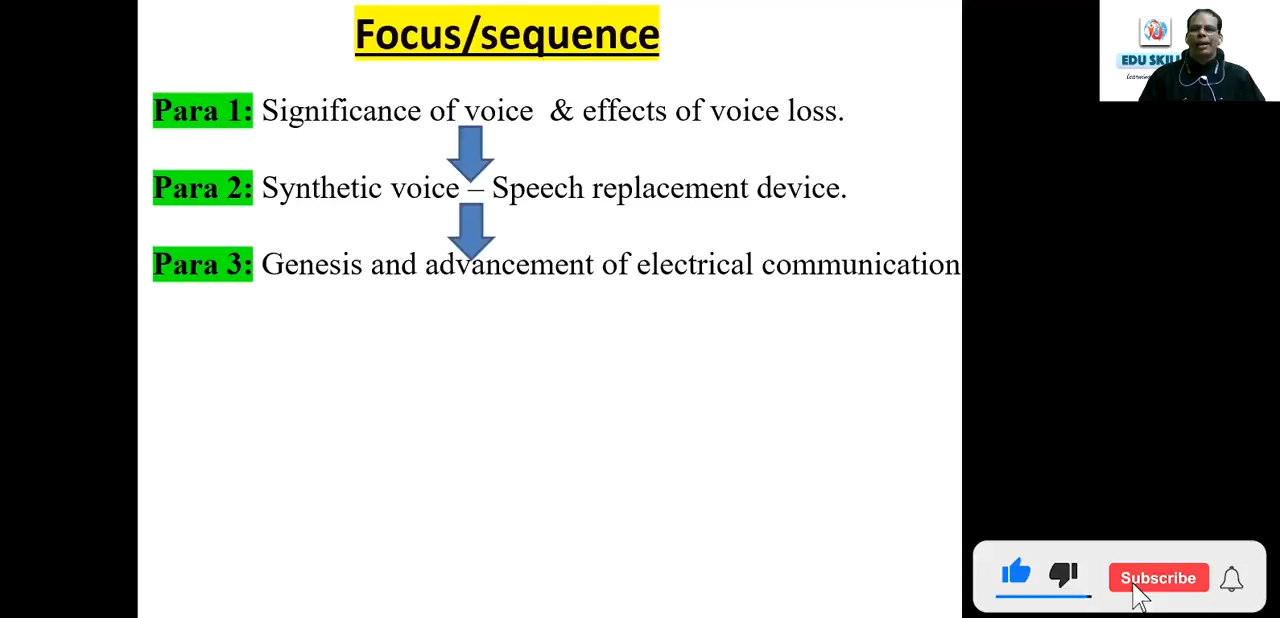 Focus/sequence
EDU SKILL
Para 1: Significance of voice & effects of voice loss.
Para 2: Synthetic voice – Speech replacement device.
Para 3: Genesis and advancement of electrical communication
Subscribe